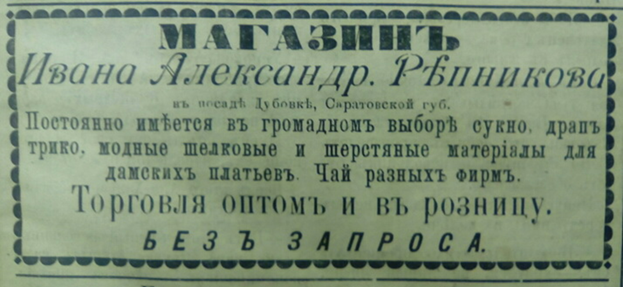 МАГАЗИНЪ
Ивана Александр. Рѣпникова
въ посадѣ Дубовкѣ, Саратовской губ.
Постоянно имѣется въ громадномъ выборѣ сукно, драпъ
трико, модные шелковые и шерстяные матеріалы для
дамскихъ платьевъ. Чай разныхъ фирмъ.
Торговля оптомъ и въ розницу.
БЕЗЪ ЗАПРОСА.